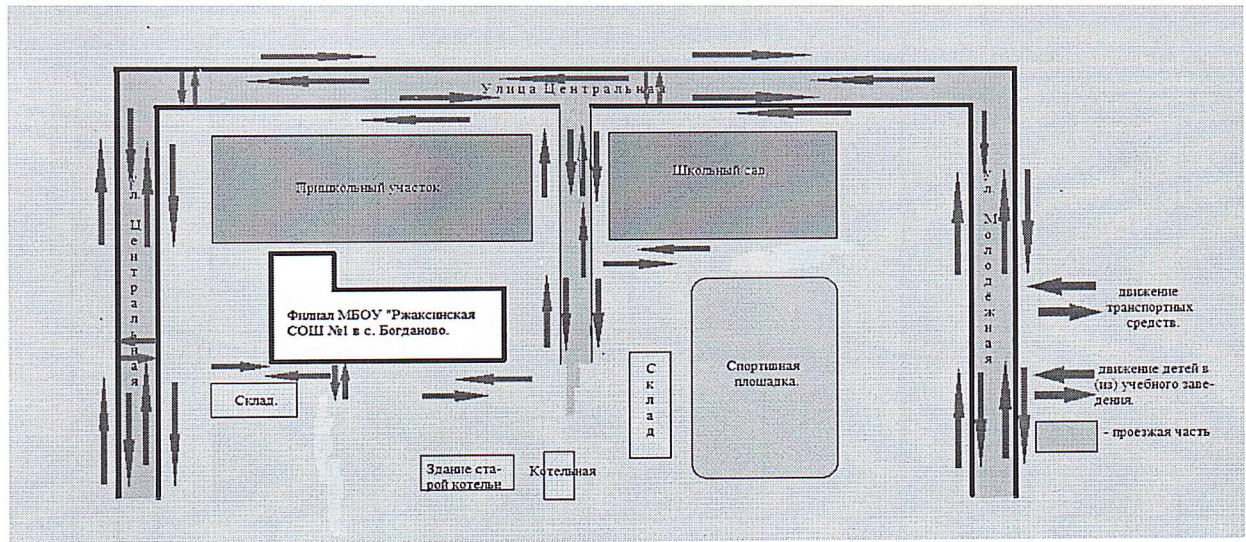 Улица Центральная
Пришкольный участок.
Школьный сад.
Ул. Центральная
Ул. Молодёжная
Филиал МБОУ "Ржаксинская
СОШ №1 в с. Богданово.
Склад.
Склад
Спортивная
площадка.
Здание ста-
рой котельн
Котельная
движение
транспортных
средств.
движение детей в
(из) учебного заве-
дения.
- проезжая часть